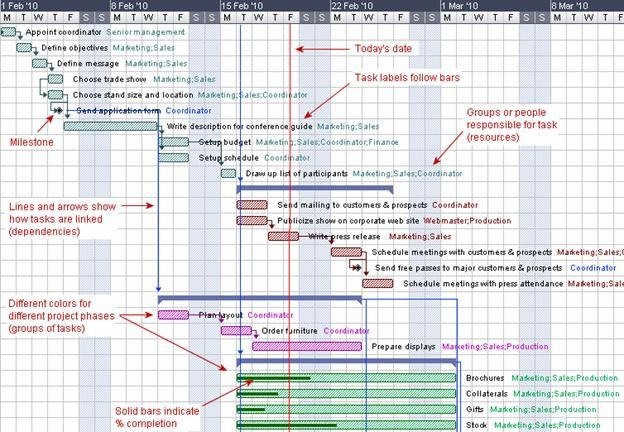 1 Feb '10 8 Feb '10 15 Feb '10 22 Feb '10 1 Mar '10 8 Mar '10
T W T F S S M T W T F S S M T W T F S S M T W T F S S M T W T F S S M T W T F
Appoint coordinator Senior management
Define objectives Marketing;Sales
Today's date
Define message Marketing;Sales
Choose trade show Marketing;Sales
Task labels follow bars
Choose stand size and location Marketing;Sales;Coordinator
Send application form Coordinator
Groups or people
responsible for task
(resources)
Write description for conference guide Marketing;Sales
Milestone
Setup budget Marketing;Sales;Coordinator;Finance
Setup schedule Coordinator
Draw up list of participants Marketing;Sales;Coordinator
Lines and arrows show
how tasks are linked
(dependencies)
Send mailing to customers & prospects Coordinator
Publicize show on corporate web site Webmaster;Production
Write press release Marketing;Sales
Schedule meetings with customers & prospects Marketing;Sales;C
Send free passes to major customers & prospects Coordinator
Schedule meetings with press attendance Marketing;Sal
Different colors for
different project phases
(groups of tasks)
Plan layout Coordinator
Order furniture Coordinator
Prepare displays Marketing;Sales;Production
Brochures Marketing;Sales;Production
Collaterals Marketing;Sales;Production
Solid bars indicate
% completion
Gifts Marketing;Sales;Production
Stock Marketing;Sales;Production